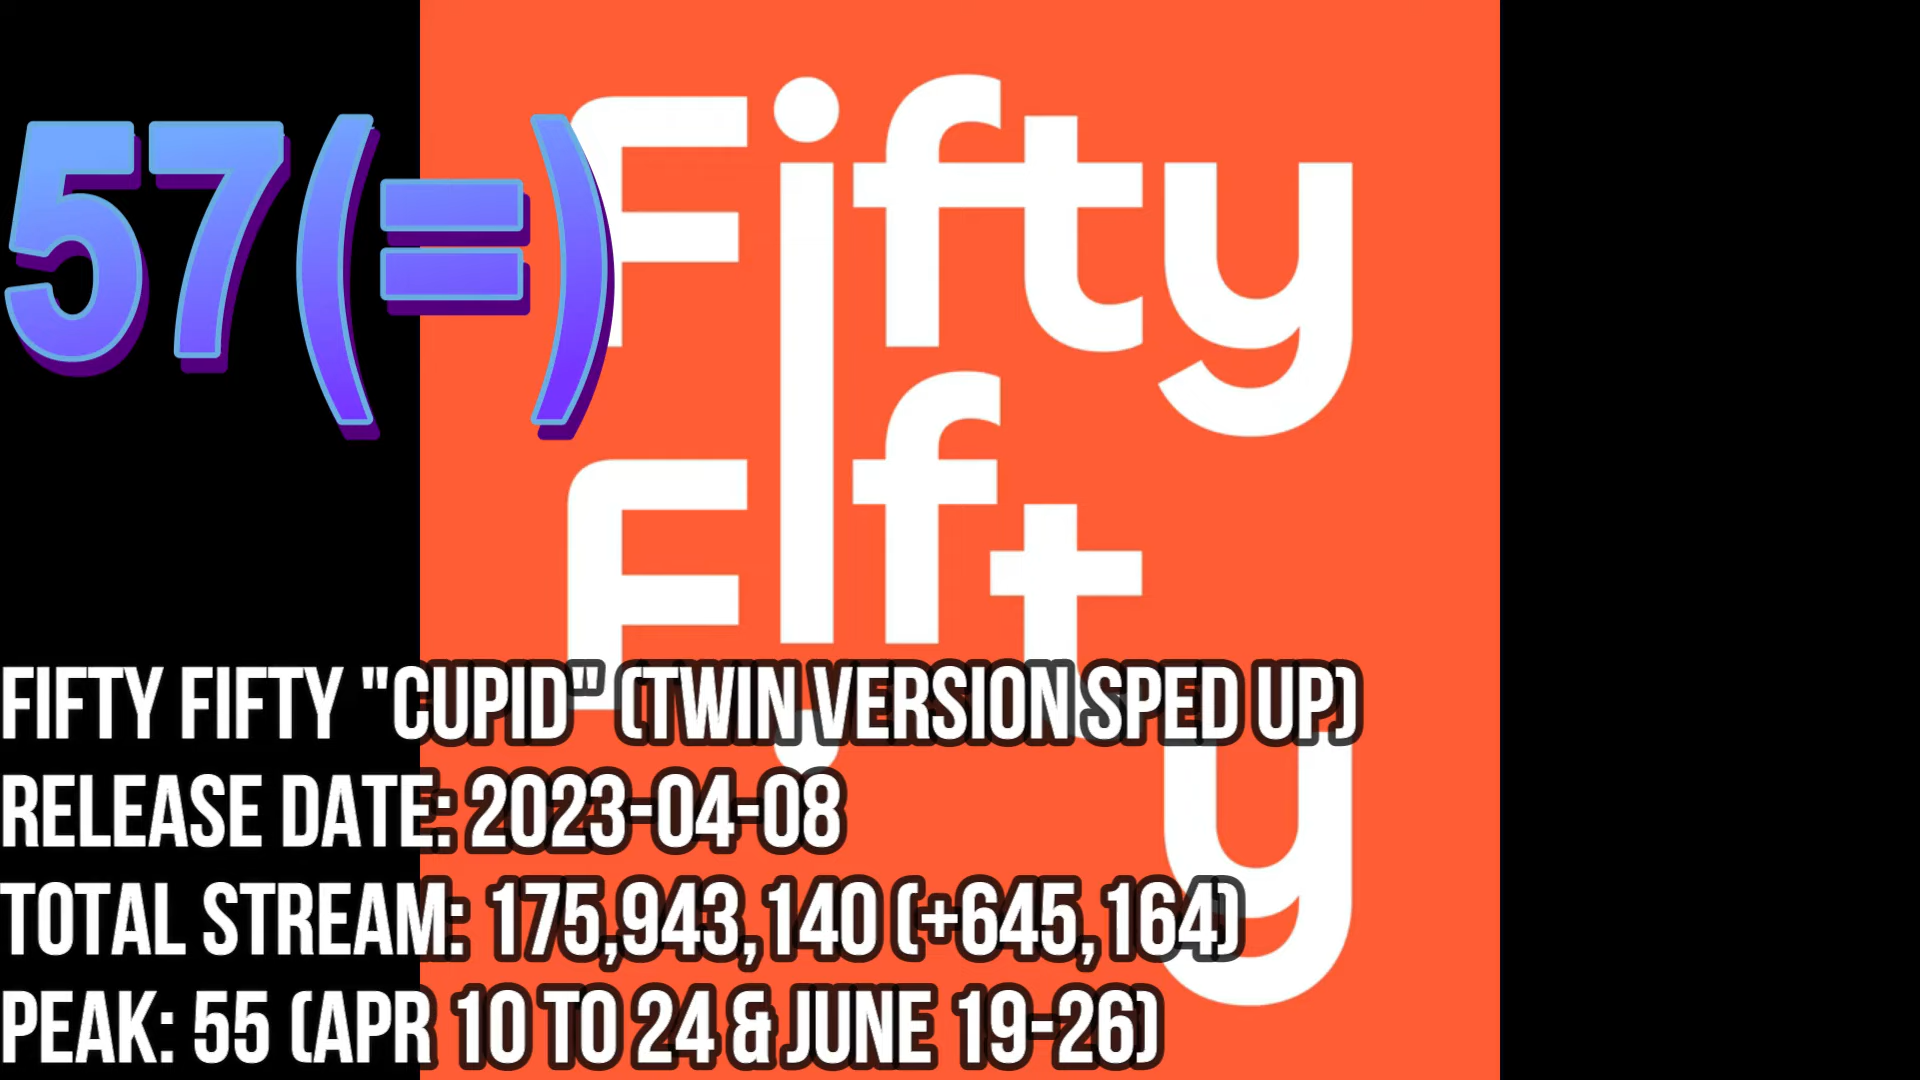 57(=)
Fifty
Fifty
FIFTY FIFTY "CUPID" (TWIN VERSION SPED UP)
RELEASE DATE: 2023-04-08
TOTAL STREAM: 175,943,140 (+645,164)
PEAK: 55 (APR 10 TO 24 & JUNE 19-26)